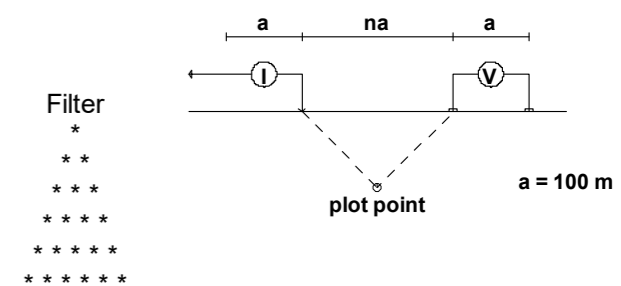 a na a
I V
Filter
*
* *
* * *
* * * *
* * * * *
* * * * * *
a = 100 m
plot point